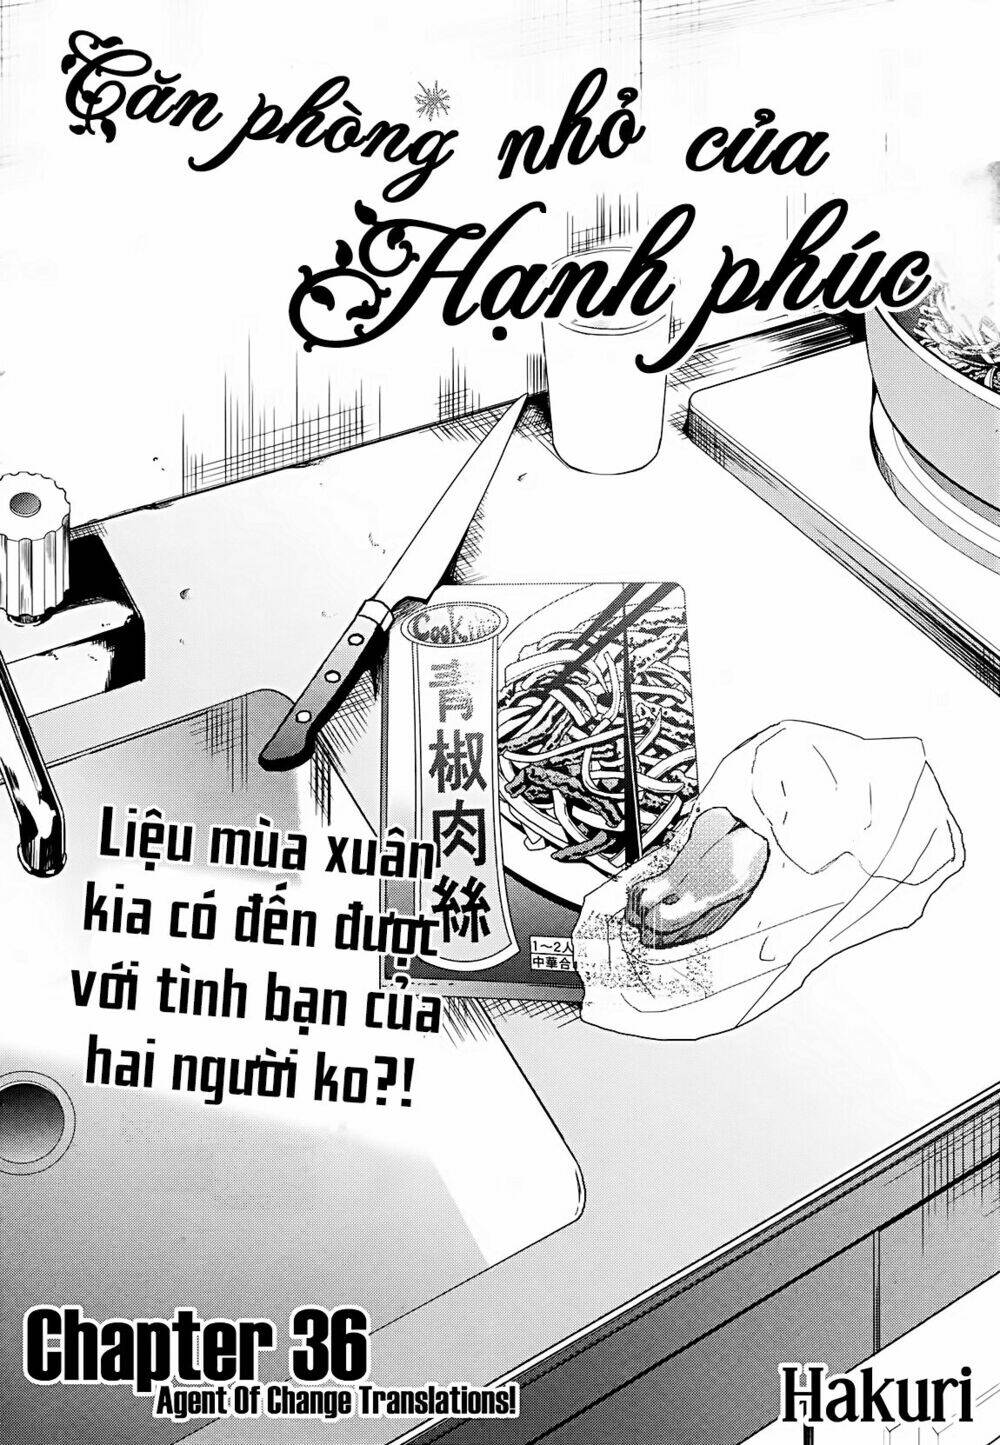 Căn phòng nhỏ của
Hạnh phúc
Cooking
青椒肉絲
1～2人
中華合
Liệu mùa xuân
kia có đến được
với tình bạn của
hai người ko?!
Chapter 36
Agent Of Change Translations!
Hakuri